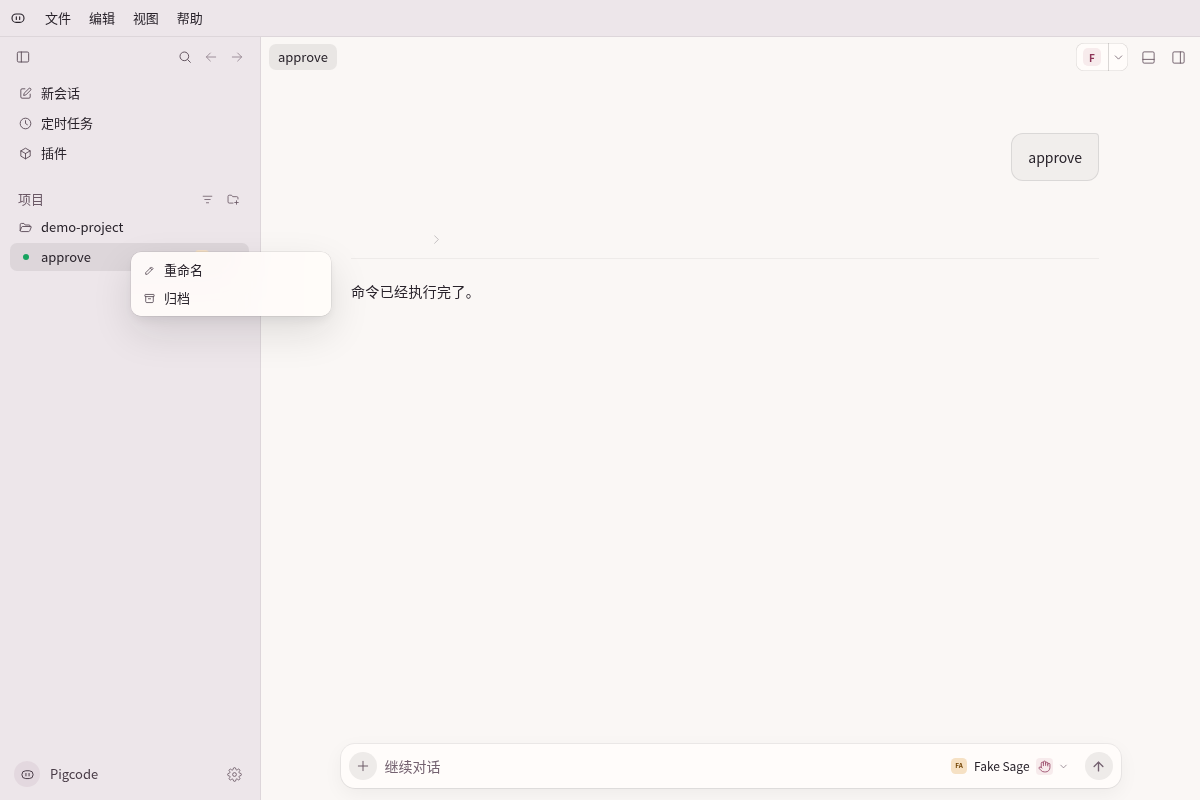 文件 编辑 视图 帮助
approve
F
新会话
定时任务
插件
项目
demo-project
approve
重命名
归档
approve
命令已经执行完了。
继续对话
FA Fake Sage
Pigcode